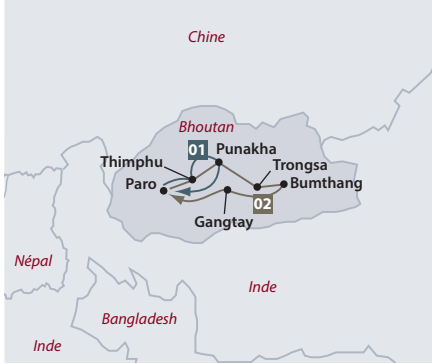 Chine
Bhoutan
01
Punakha
Thimphu
Trongsa
Paro
Bumthang
02
Gangtay
Népal
Inde
Bangladesh
Inde